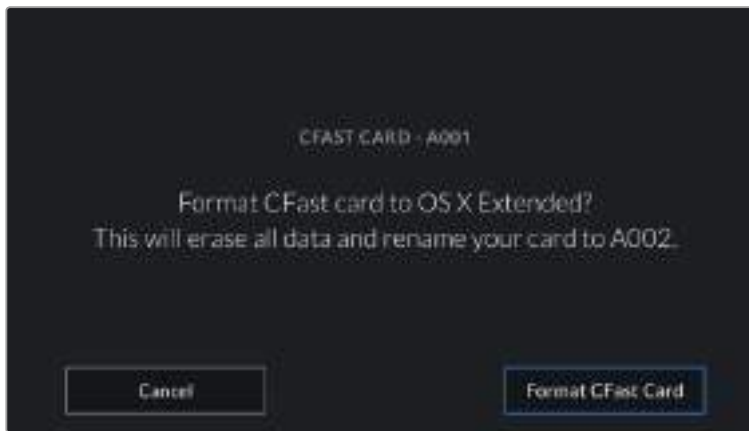 CFAST CARD - A001
Format CFast card to OS X Extended?
This will erase all data and rename your card to A002.
Cancel
Format CFast Card